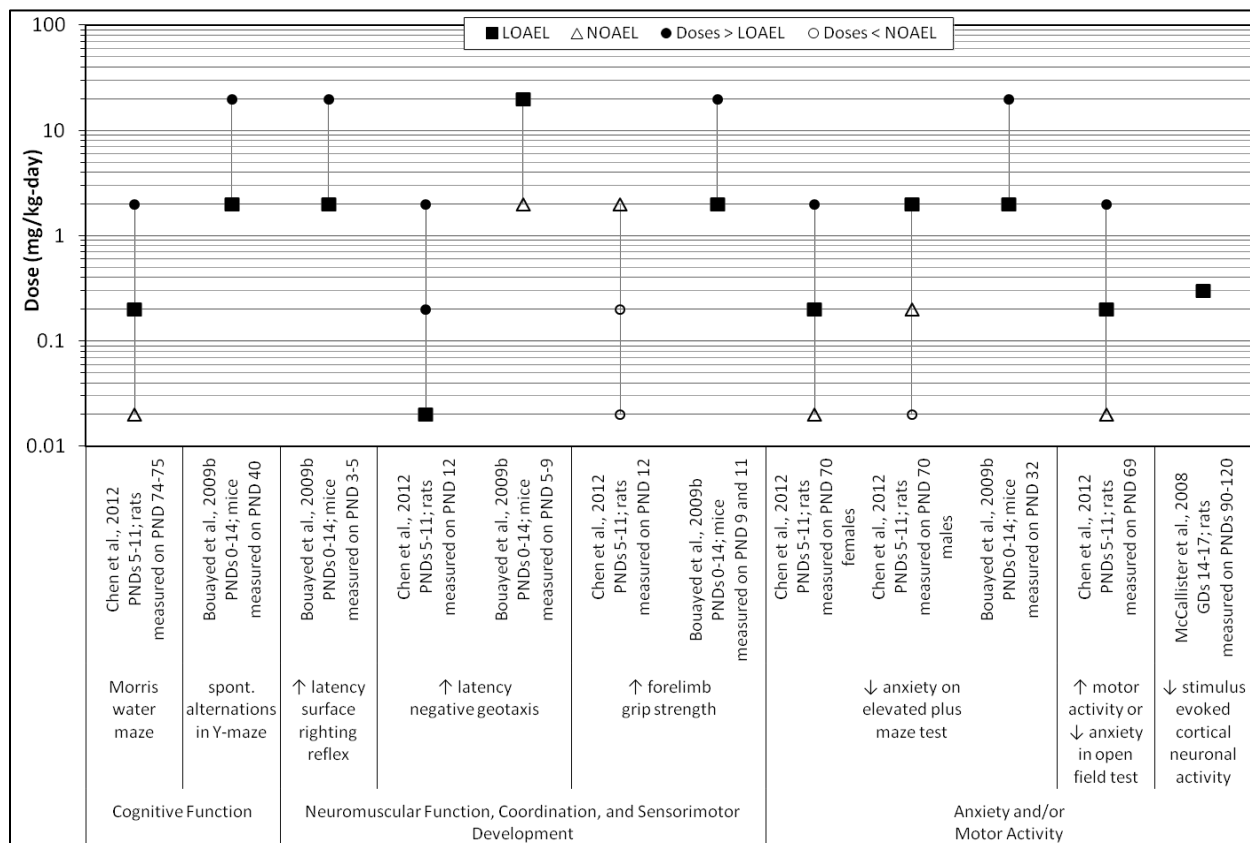 LOAEL NOAEL Doses > LOAEL Doses < NOAEL
Dose (mg/kg-day)
100
10
1
0.1
0.01
Chen et al., 2012
PNDs 5-11; rats
measured on PND 74-75
Bouayed et al., 2009b
PNDs 0-14; mice
measured on PND 40
Bouayed et al., 2009b
PNDs 0-14; mice
measured on PND 3-5
Chen et al., 2012
PNDs 5-11; rats
measured on PND 12
Bouayed et al., 2009b
PNDs 0-14; mice
measured on PND 5-9
Chen et al., 2012
PNDs 5-11; rats
measured on PND 12
Bouayed et al., 2009b
PNDs 0-14; mice
measured on PND 9 and 11
Chen et al., 2012
PNDs 5-11; rats
measured on PND 70
females
Chen et al., 2012
PNDs 5-11; rats
measured on PND 70
males
Bouayed et al., 2009b
PNDs 0-14; mice
measured on PND 32
Chen et al., 2012
PNDs 5-11; rats
measured on PND 69
McCallister et al., 2008
GDs 14-17; rats
measured on PNDs 90-120
Morris
water
maze
spont.
alternations
in Y-maze
↑ latency
surface
righting
reflex
↑ latency
negative geotaxis
↑ forelimb
grip strength
↓ anxiety on
elevated plus
maze test
↑ motor
activity or
↓ anxiety
in open
field test
↓ stimulus
evoked
cortical
neuronal
activity
Cognitive Function
Neuromuscular Function, Coordination, and Sensorimotor
Development
Anxiety and/or
Motor Activity